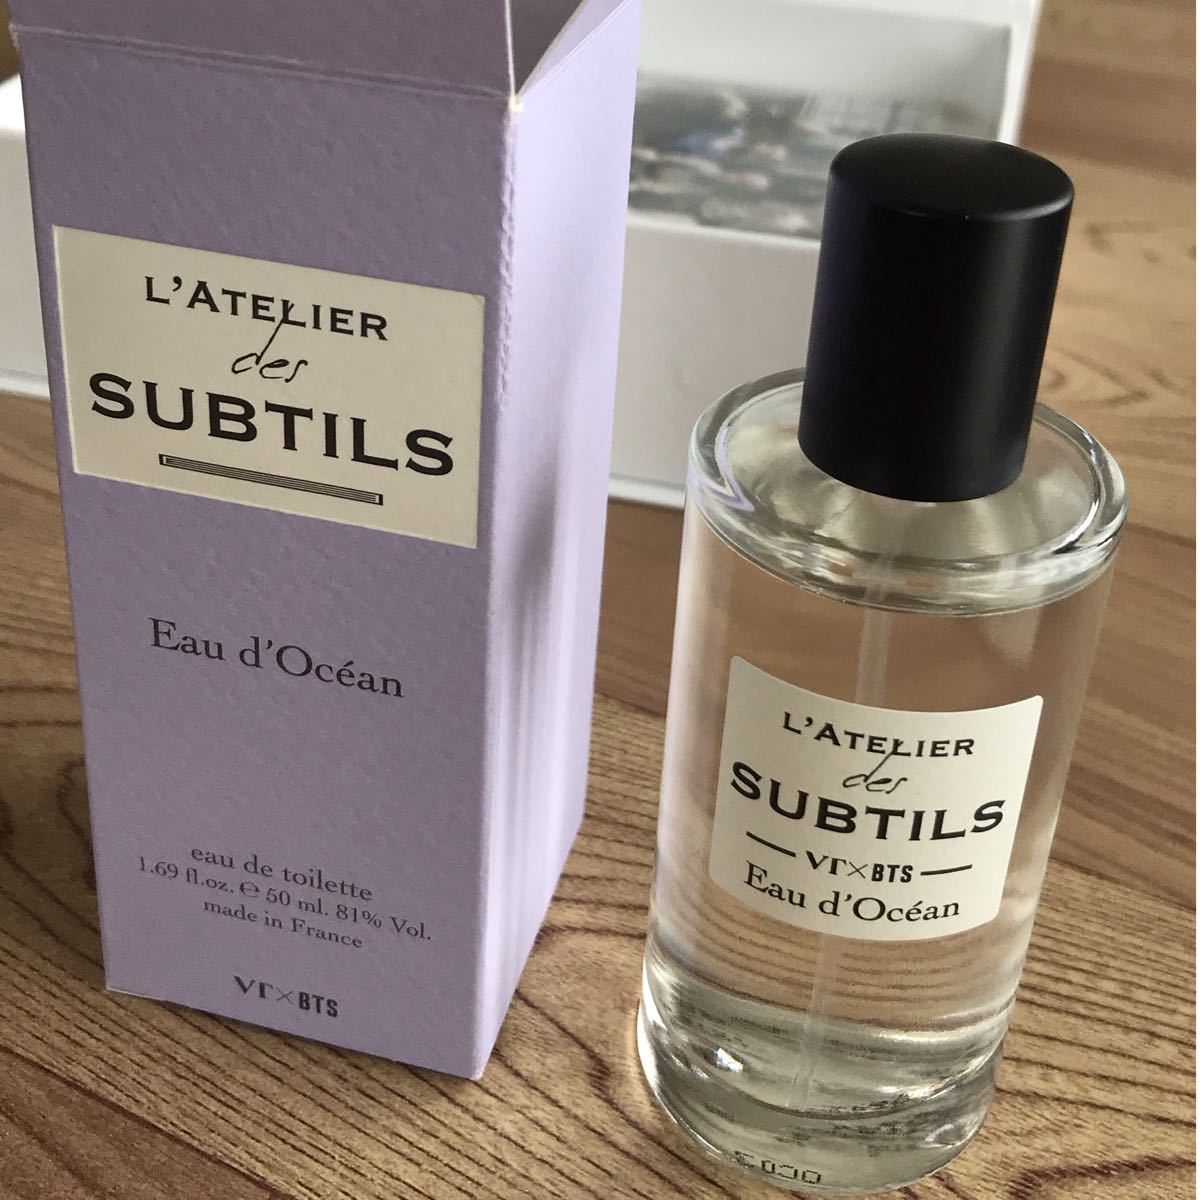 L'ATELIER
des
SUBTILS
Eau d'Océan
eau de toilette
1.69 fl.oz. ℮ 50 ml. 81% Vol.
made in France
VT×BTS
L'ATELIER
des
SUBTILS
VT×BTS
Eau d'Océan